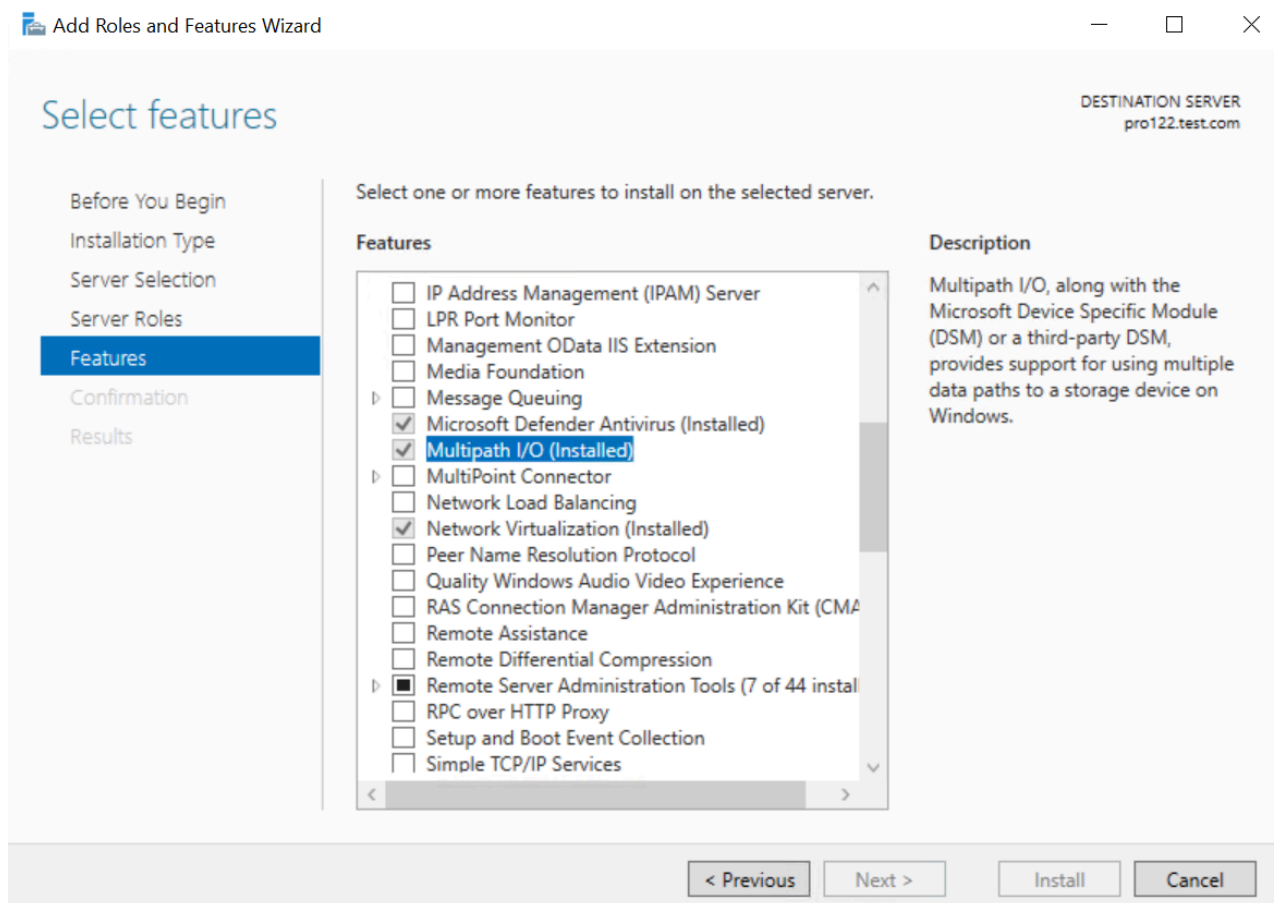 Add Roles and Features Wizard
Select features
DESTINATION SERVER
pro122.test.com
Before You Begin
Installation Type
Server Selection
Server Roles
Features
Confirmation
Results
Select one or more features to install on the selected server.
Features
IP Address Management (IPAM) Server
LPR Port Monitor
Management OData IIS Extension
Media Foundation
Message Queuing
Microsoft Defender Antivirus (Installed)
Multipath I/O (Installed)
MultiPoint Connector
Network Load Balancing
Network Virtualization (Installed)
Peer Name Resolution Protocol
Quality Windows Audio Video Experience
RAS Connection Manager Administration Kit (CMA
Remote Assistance
Remote Differential Compression
Remote Server Administration Tools (7 of 44 instal
RPC over HTTP Proxy
Setup and Boot Event Collection
Simple TCP/IP Services
Description
Multipath I/O, along with the
Microsoft Device Specific Module
(DSM) or a third-party DSM,
provides support for using multiple
data paths to a storage device on
Windows.
< Previous
Next >
Install
Cancel